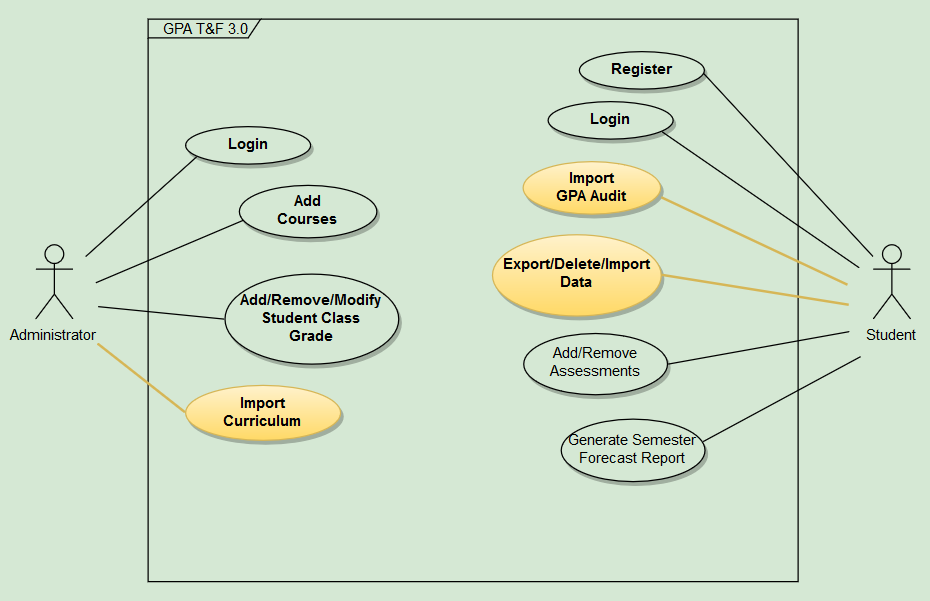 GPA T&F 3.0
Register
Login
Login
Import
GPA Audit
Add
Courses
Export/Delete/Import
Data
Add/Remove/Modify
Student Class
Grade
Administrator
Student
Add/Remove
Assessments
Import
Curriculum
Generate Semester
Forecast Report